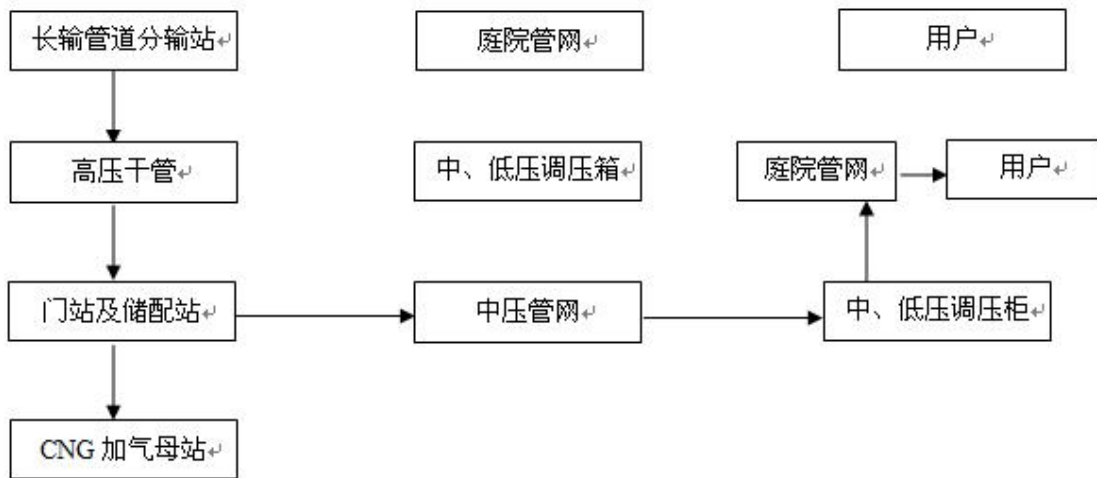 长输管道分输站
庭院管网
用户
高压干管
中、低压调压箱
庭院管网
用户
门站及储配站
中压管网
中、低压调压柜
CNG 加气母站